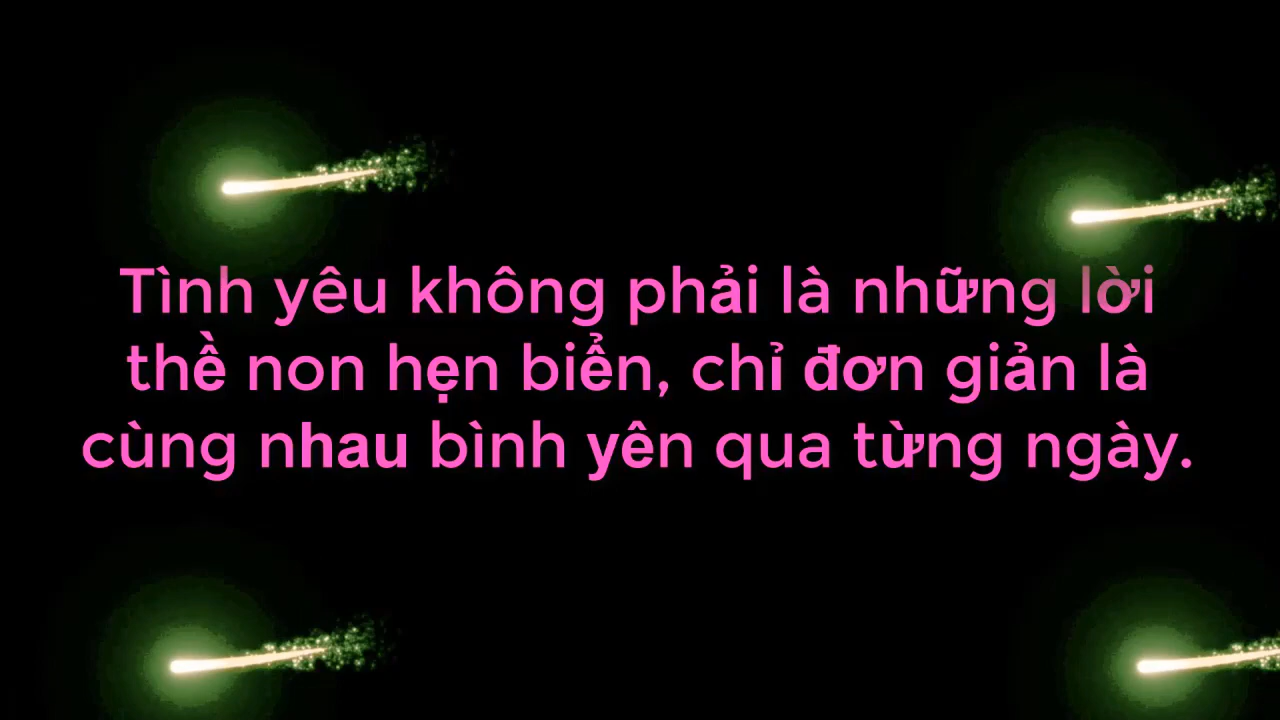 Tình yêu không phải là những lời
thề non hẹn biển, chỉ đơn giản là
cùng nhau bình yên qua từng ngày.